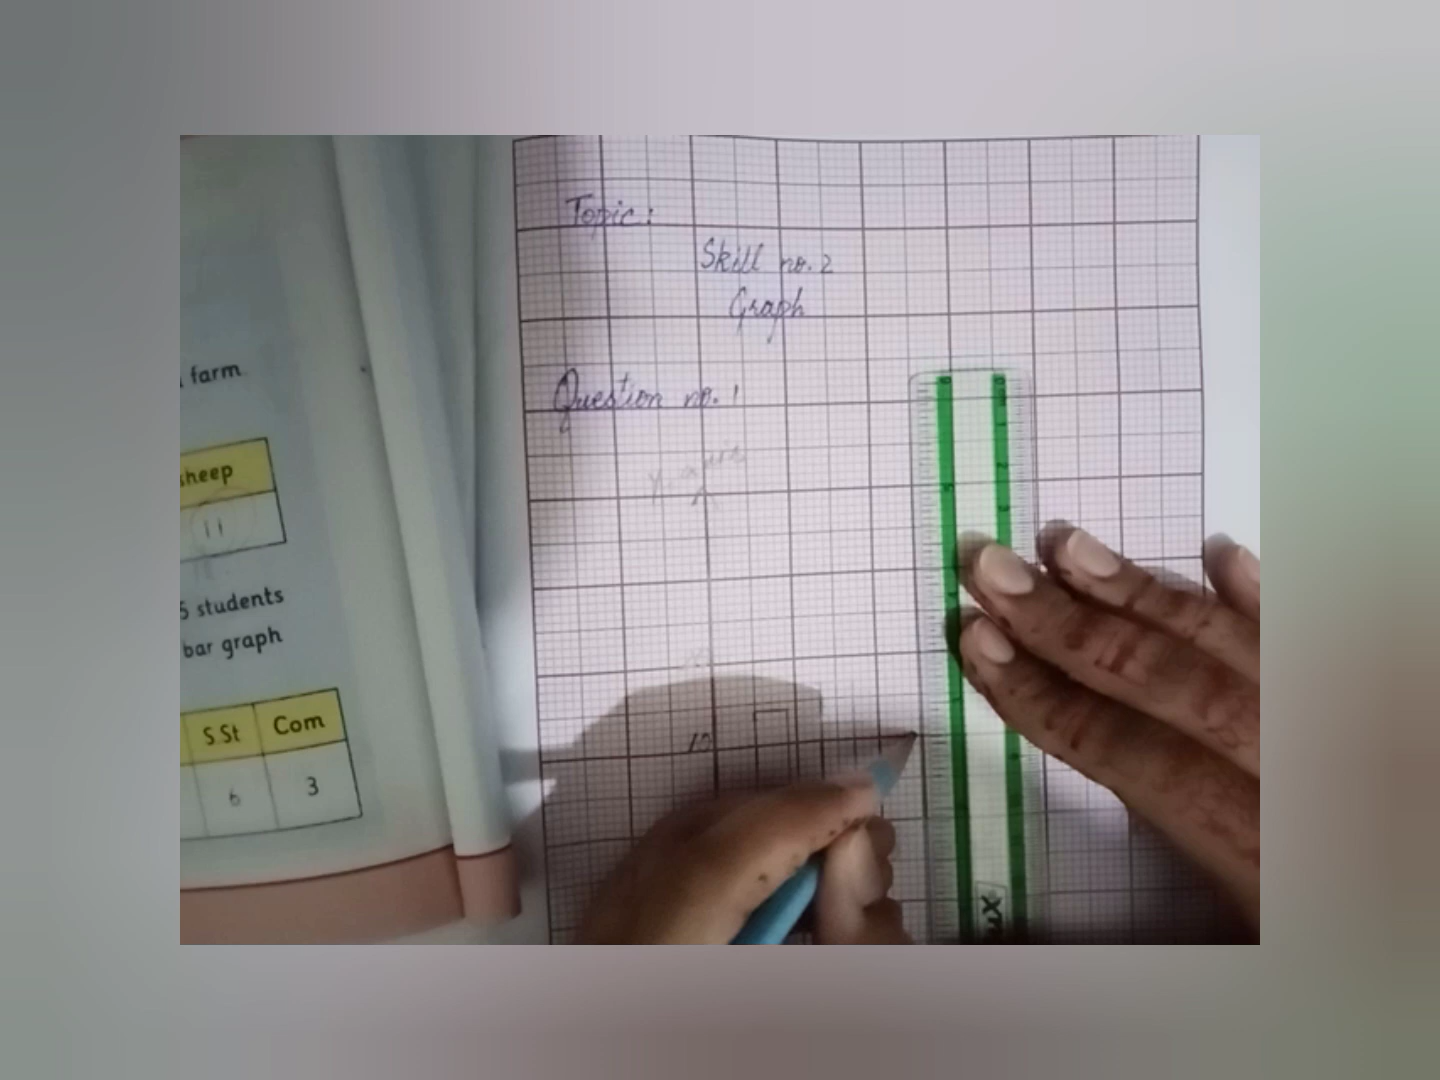 farm
sheep
11
5 students
bar graph
S.St Com
6 3
Topic:
Skill no. 2
Graph
Question no. 1
Y-axis
10